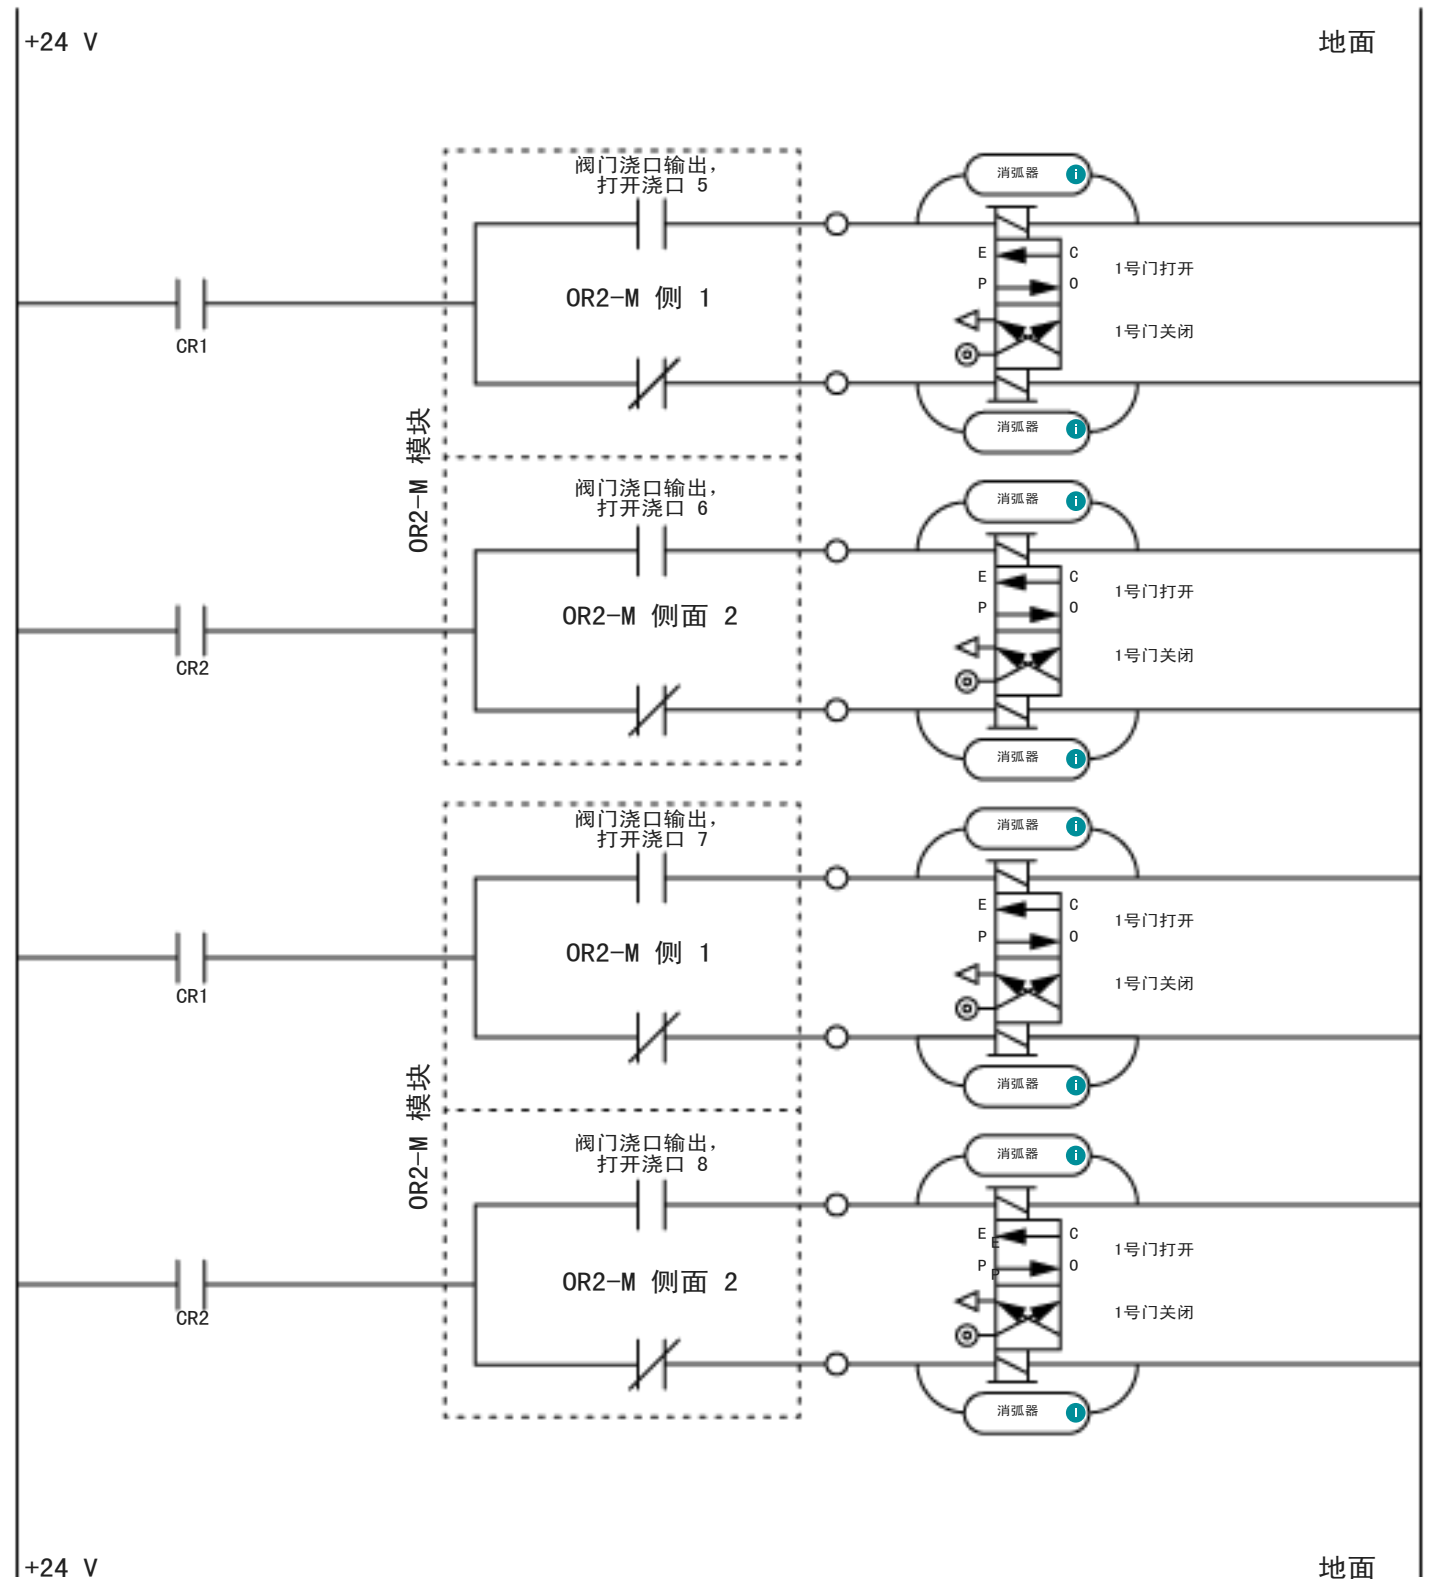 +24 V
地面
阀门浇口输出,
打开浇口 5
消弧器 i
E
C
1号门打开
P
O
OR2-M 侧 1
1号门关闭
CR1
消弧器 i
OR2-M 模块
阀门浇口输出,
打开浇口 6
消弧器 i
E
C
1号门打开
P
O
OR2-M 侧面 2
1号门关闭
CR2
消弧器 i
阀门浇口输出,
打开浇口 7
消弧器 i
E
C
1号门打开
P
O
OR2-M 侧 1
1号门关闭
CR1
消弧器 i
OR2-M 模块
阀门浇口输出,
打开浇口 8
消弧器 i
E
E
C
1号门打开
P
P
O
OR2-M 侧面 2
1号门关闭
CR2
消弧器 I
+24 V
地面